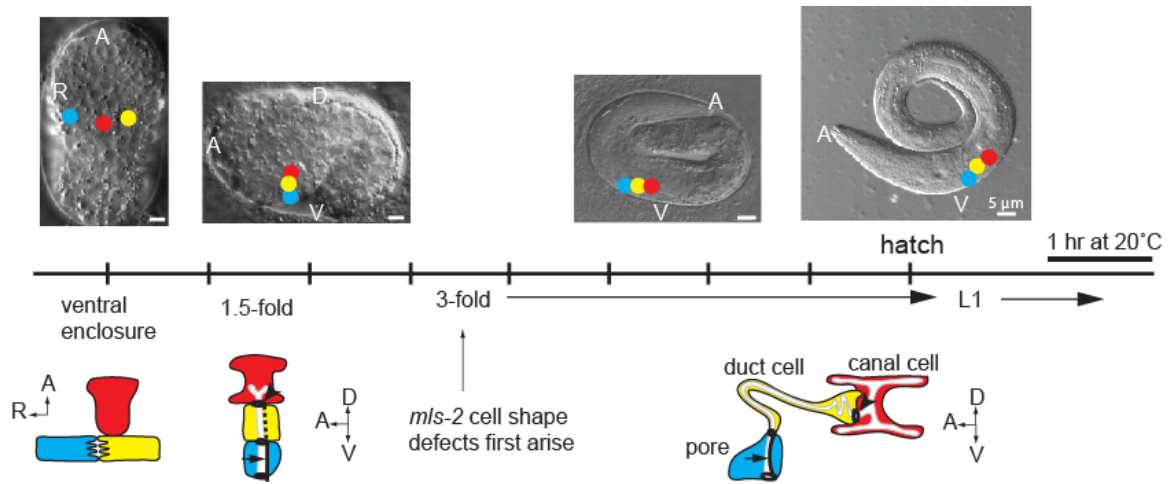 A
R
A
D
V
A
V
A
V
5 µm
hatch
1 hr at 20°C
ventral
enclosure
1.5-fold
3-fold
L1
A
R
D
A
V
mls-2 cell shape
defects first arise
duct cell
canal cell
pore
D
A
V